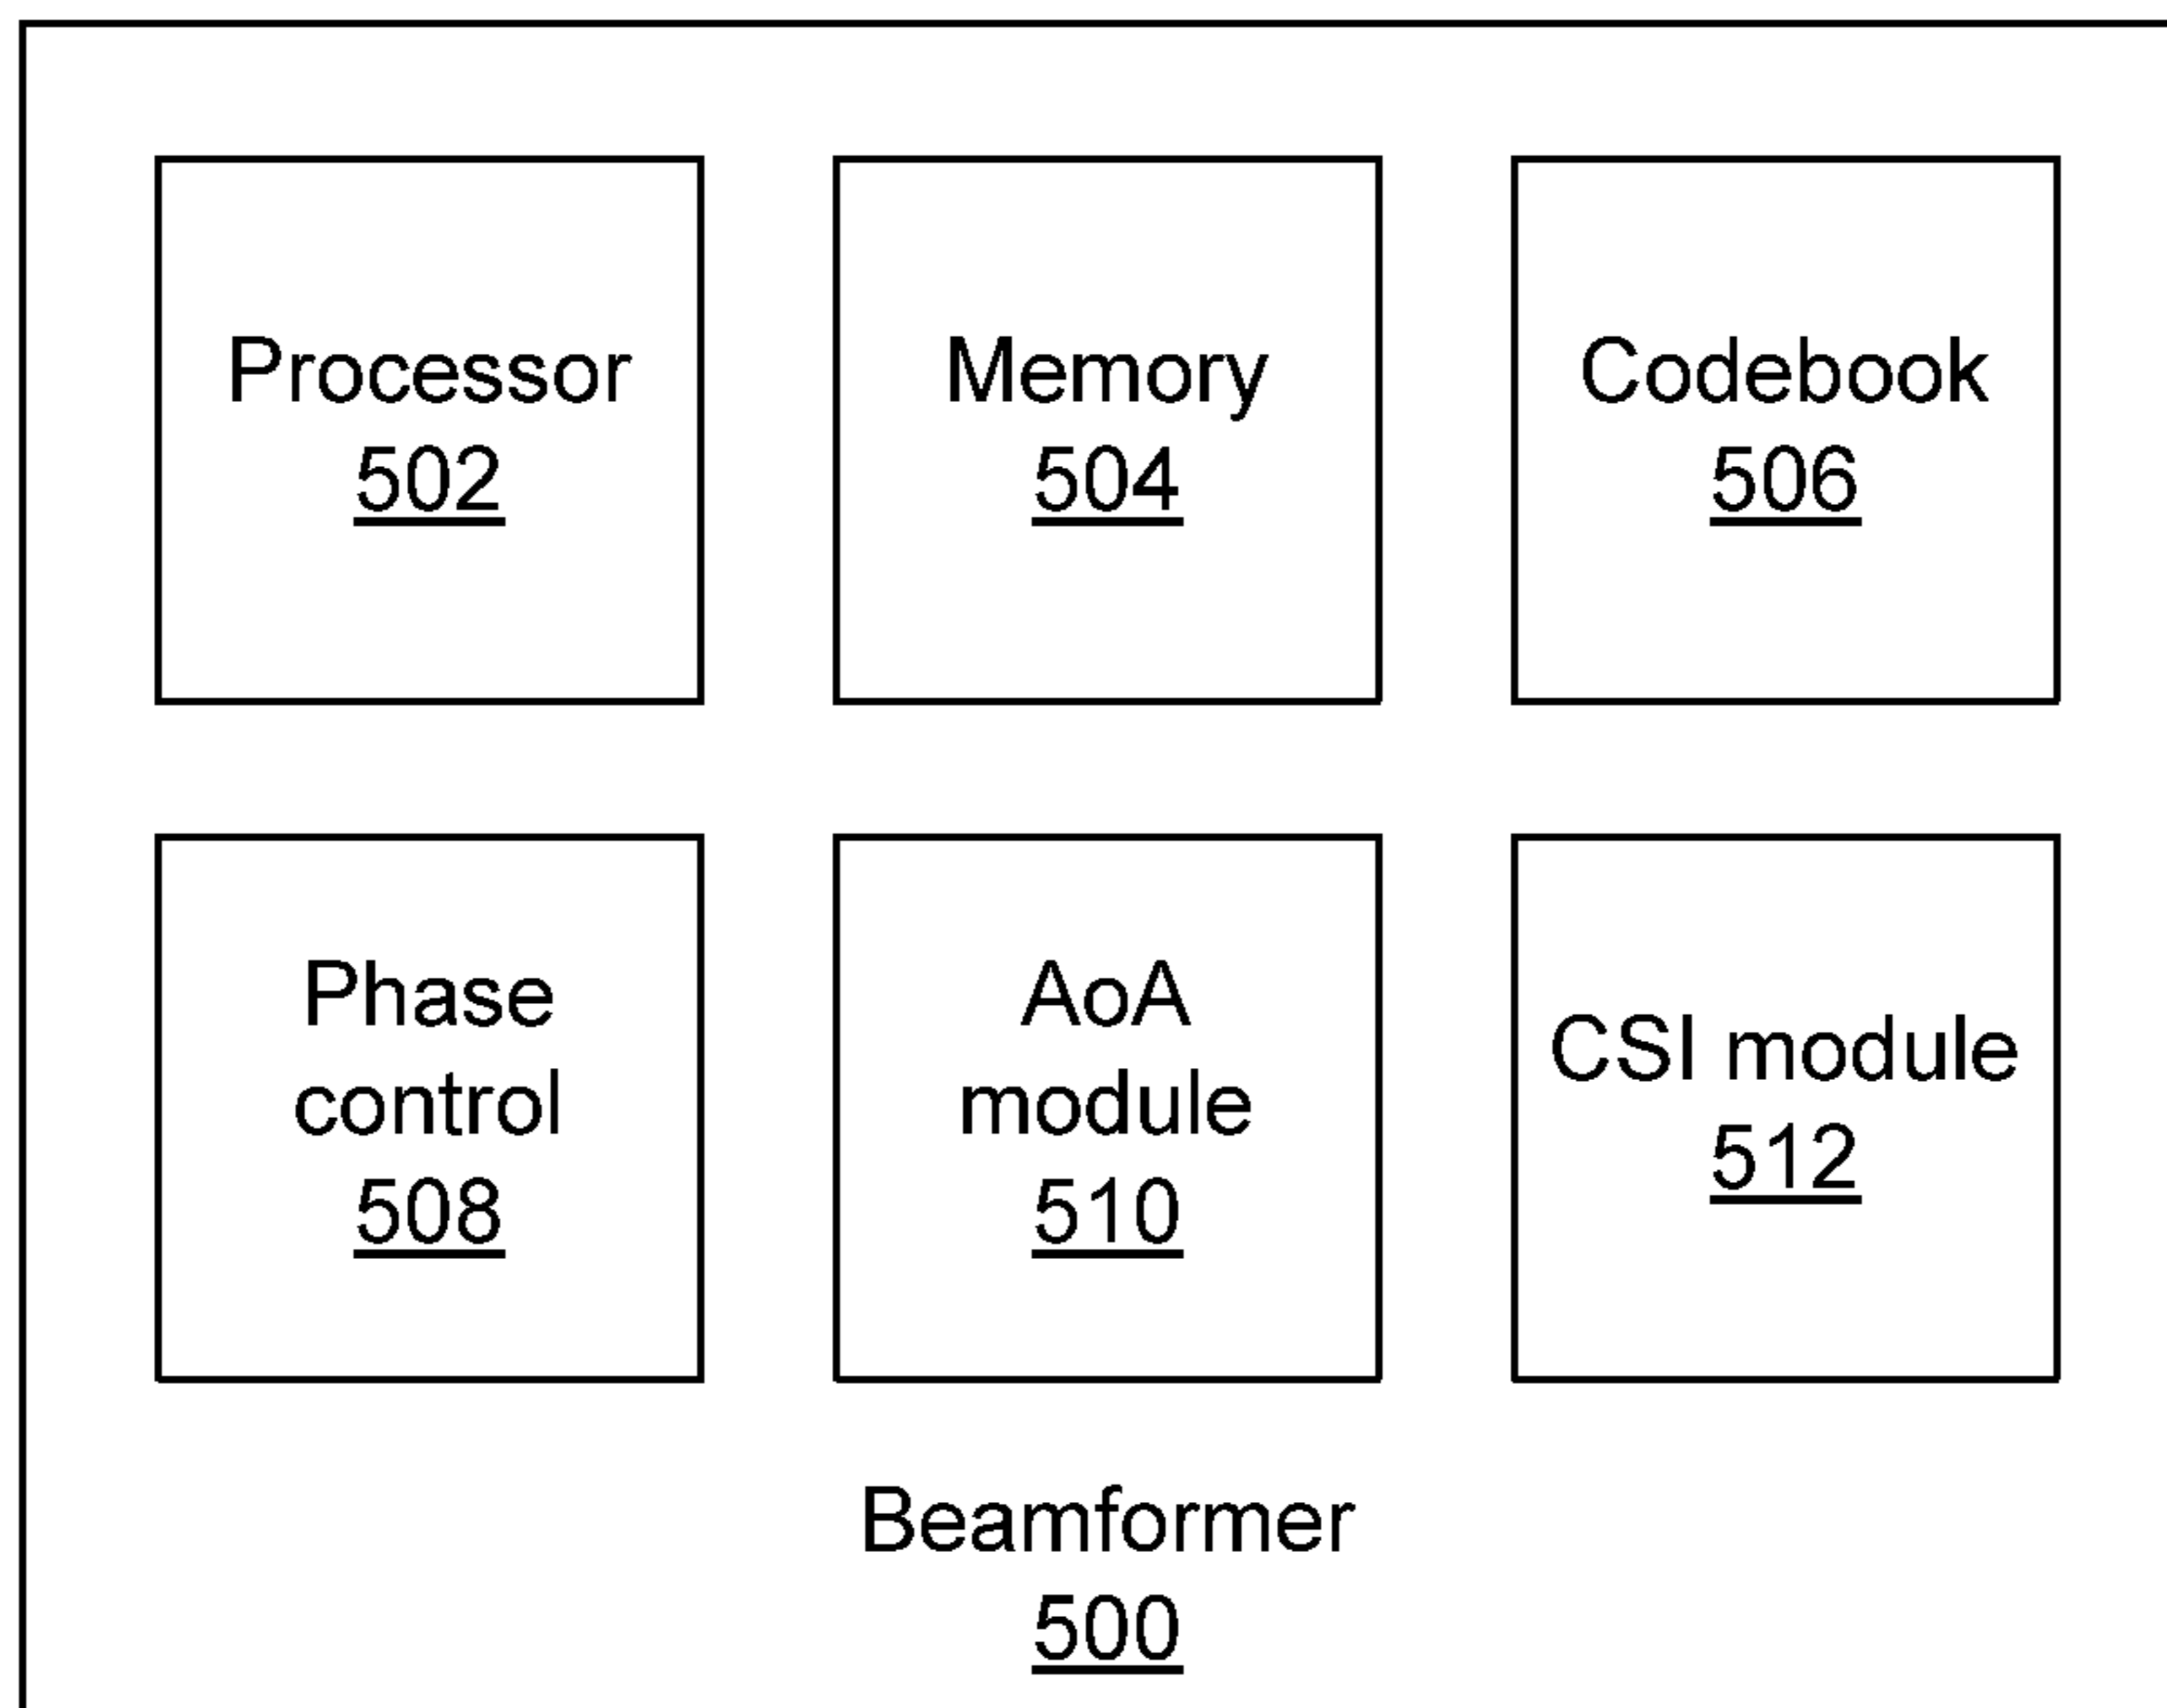 Processor
502
Memory
504
Codebook
506
Phase
control
508
AoA
module
510
CSI module
512
Beamformer
500